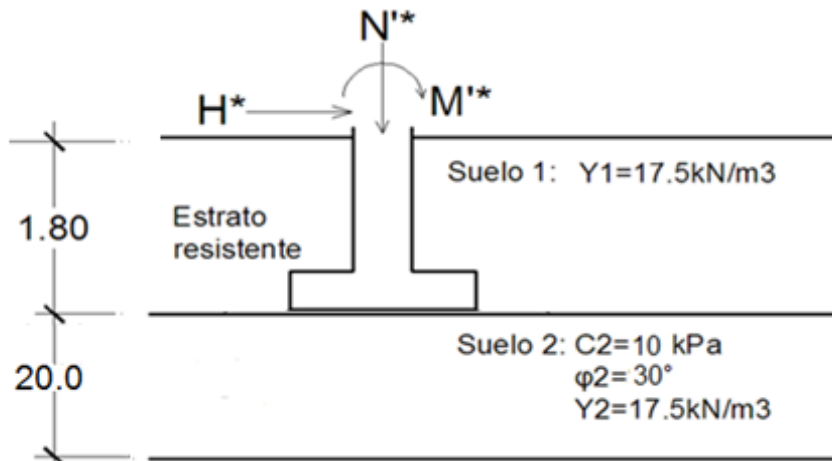 N'*
H*
M'*
Suelo 1: Y1=17.5kN/m3
1.80
Estrato
resistente
Suelo 2: C2=10 kPa
φ2= 30°
Y2=17.5kN/m3
20.0